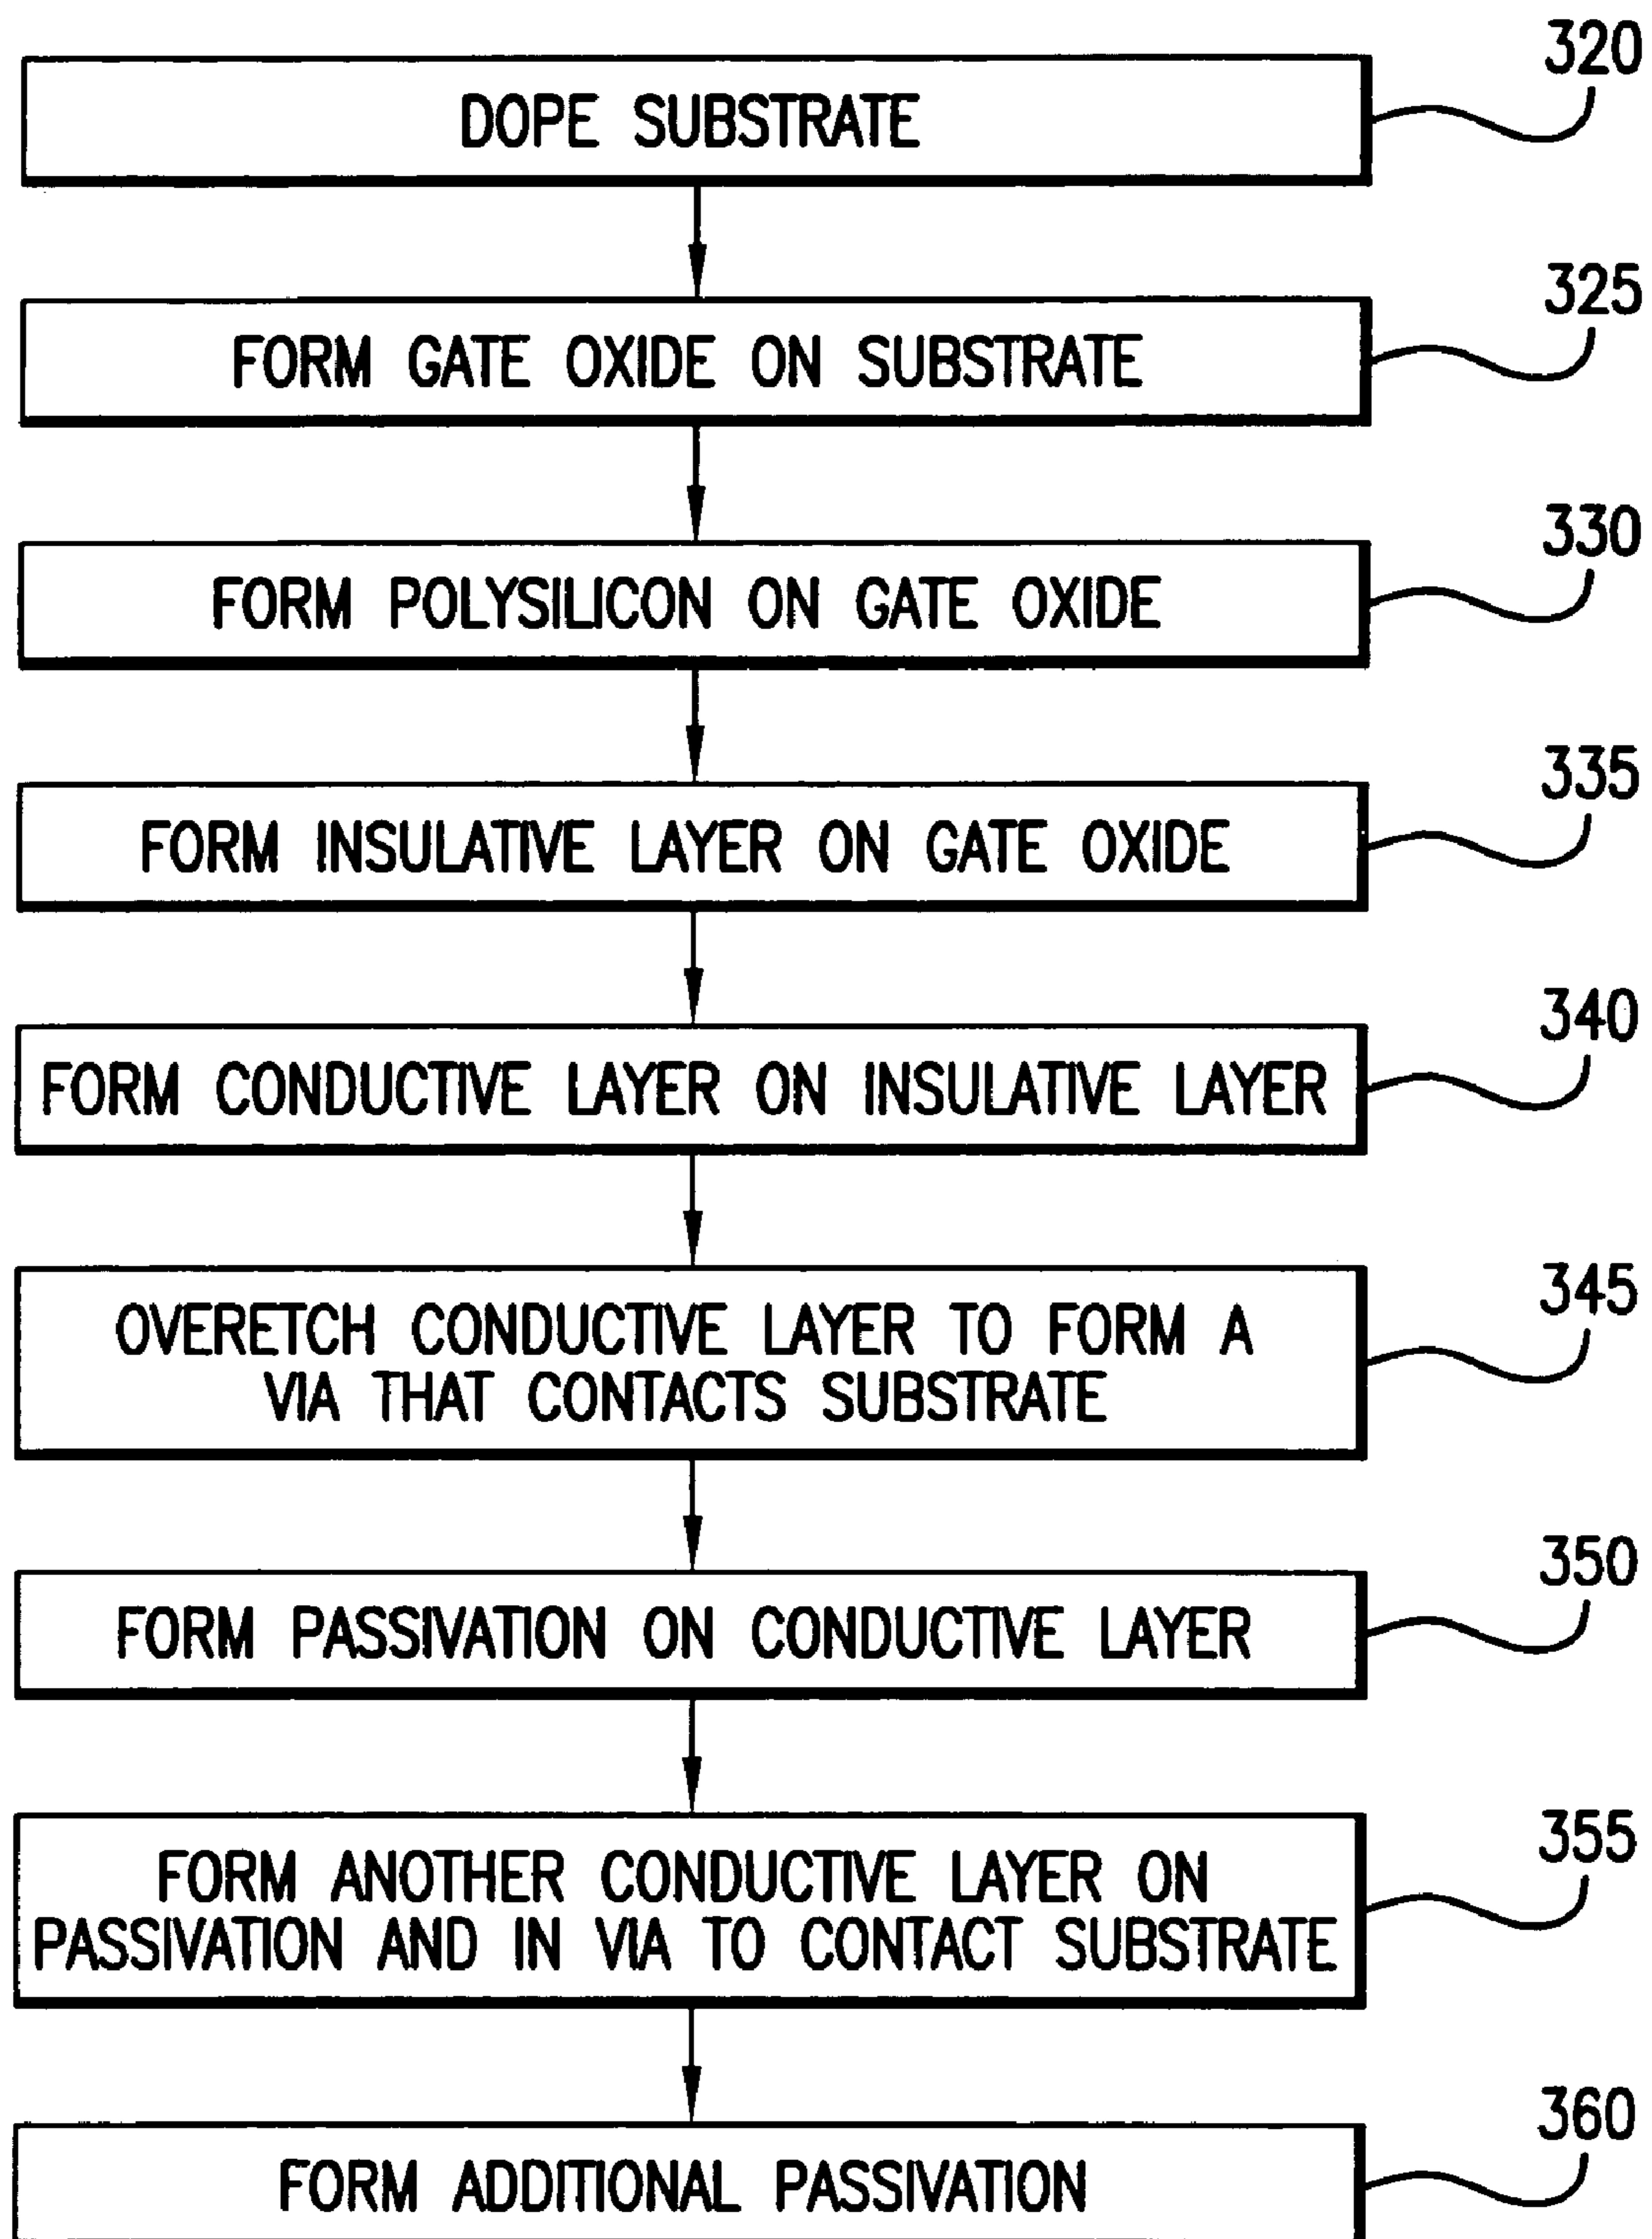 320
DOPE SUBSTRATE
325
FORM GATE OXIDE ON SUBSTRATE
330
FORM POLYSILICON ON GATE OXIDE
335
FORM INSULATIVE LAYER ON GATE OXIDE
340
FORM CONDUCTIVE LAYER ON INSULATIVE LAYER
345
OVERETCH CONDUCTIVE LAYER TO FORM A
VIA THAT CONTACTS SUBSTRATE
350
FORM PASSIVATION ON CONDUCTIVE LAYER
355
FORM ANOTHER CONDUCTIVE LAYER ON
PASSIVATION AND IN VIA TO CONTACT SUBSTRATE
360
FORM ADDITIONAL PASSIVATION